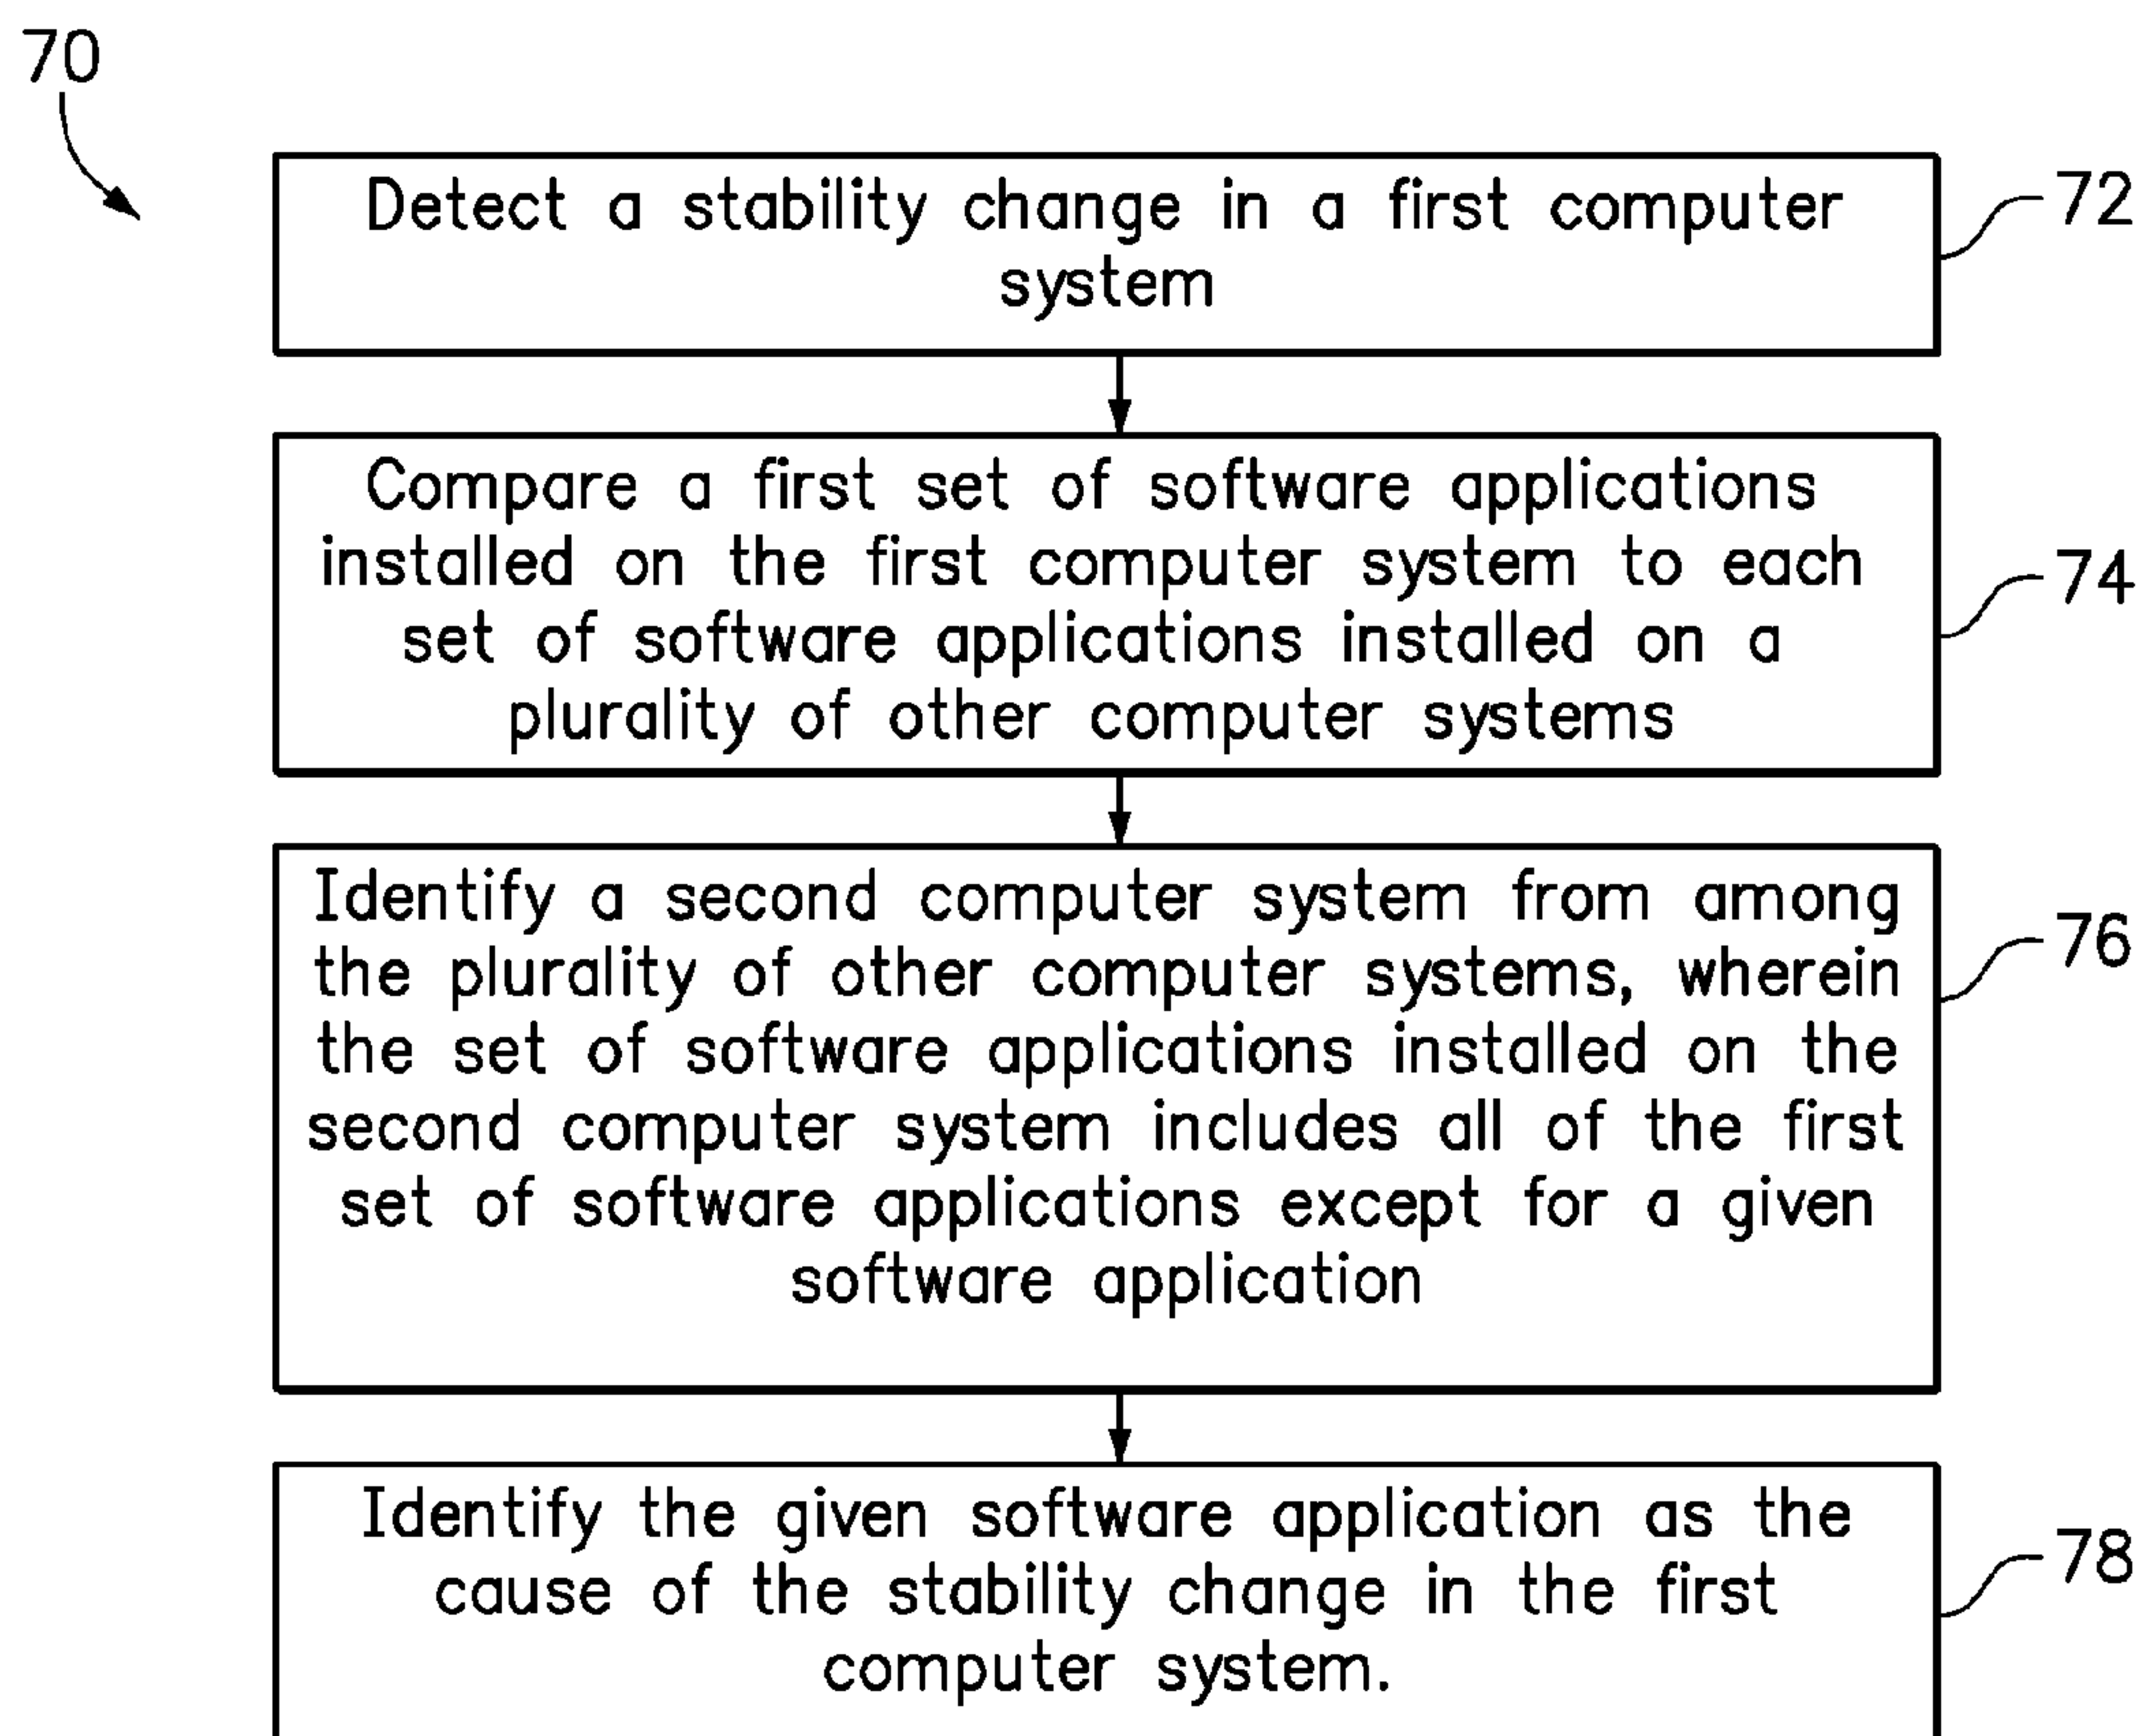 70
Detect a stability change in a first computer
system
72
Compare a first set of software applications
installed on the first computer system to each
set of software applications installed on a
plurality of other computer systems
74
Identify a second computer system from among
the plurality of other computer systems, wherein
the set of software applications installed on the
second computer system includes all of the first
set of software applications except for a given
software application
76
Identify the given software application as the
cause of the stability change in the first
computer system.
78